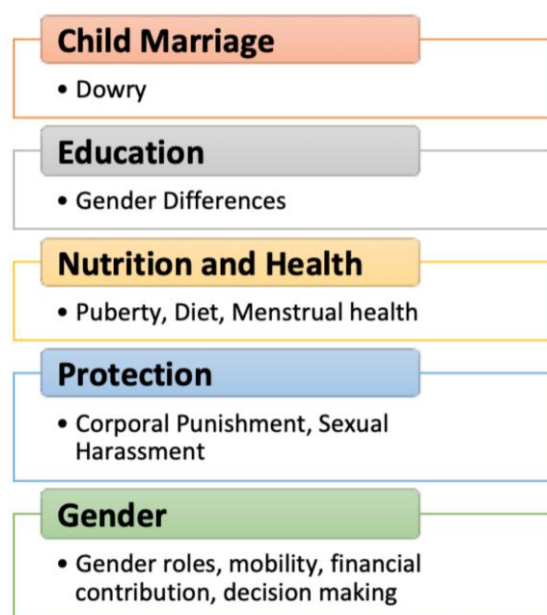 Child Marriage
• Dowry
Education
• Gender Differences
Nutrition and Health
• Puberty, Diet, Menstrual health
Protection
• Corporal Punishment, Sexual
Harassment
Gender
• Gender roles, mobility, financial
contribution, decision making